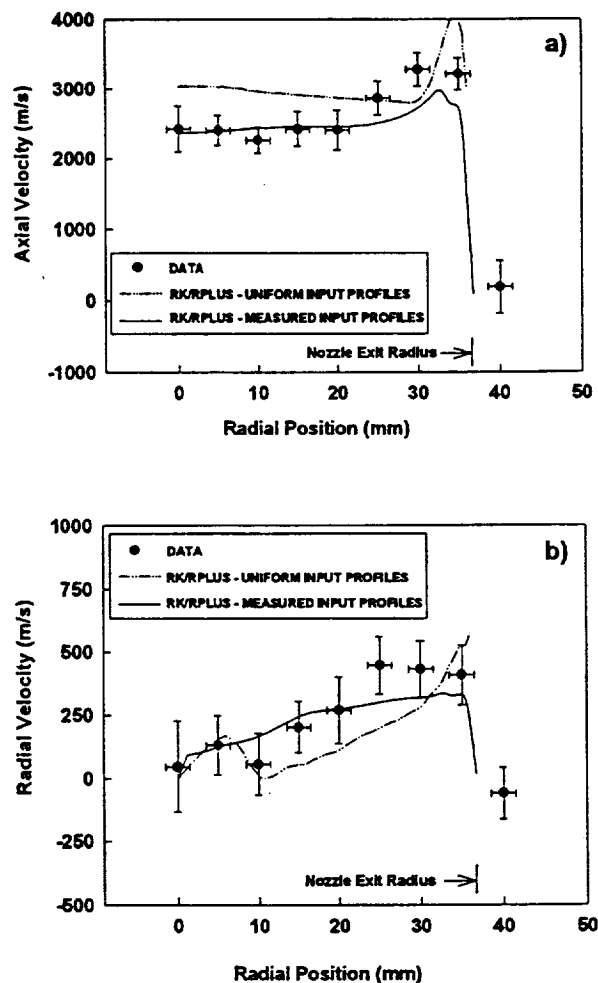 4000
3000
2000
1000
0
-1000
Axial Velocity (m/s)
a)
DATA
RK/RPLUS - UNIFORM INPUT PROFILES
RK/RPLUS - MEASURED INPUT PROFILES
Nozzle Exit Radius
0 10 20 30 40 50
Radial Position (mm)
1000
750
500
250
0
-250
-500
Radial Velocity (m/s)
b)
DATA
RK/RPLUS - UNIFORM INPUT PROFILES
RK/RPLUS - MEASURED INPUT PROFILES
Nozzle Exit Radius
0 10 20 30 40 50
Radial Position (mm)